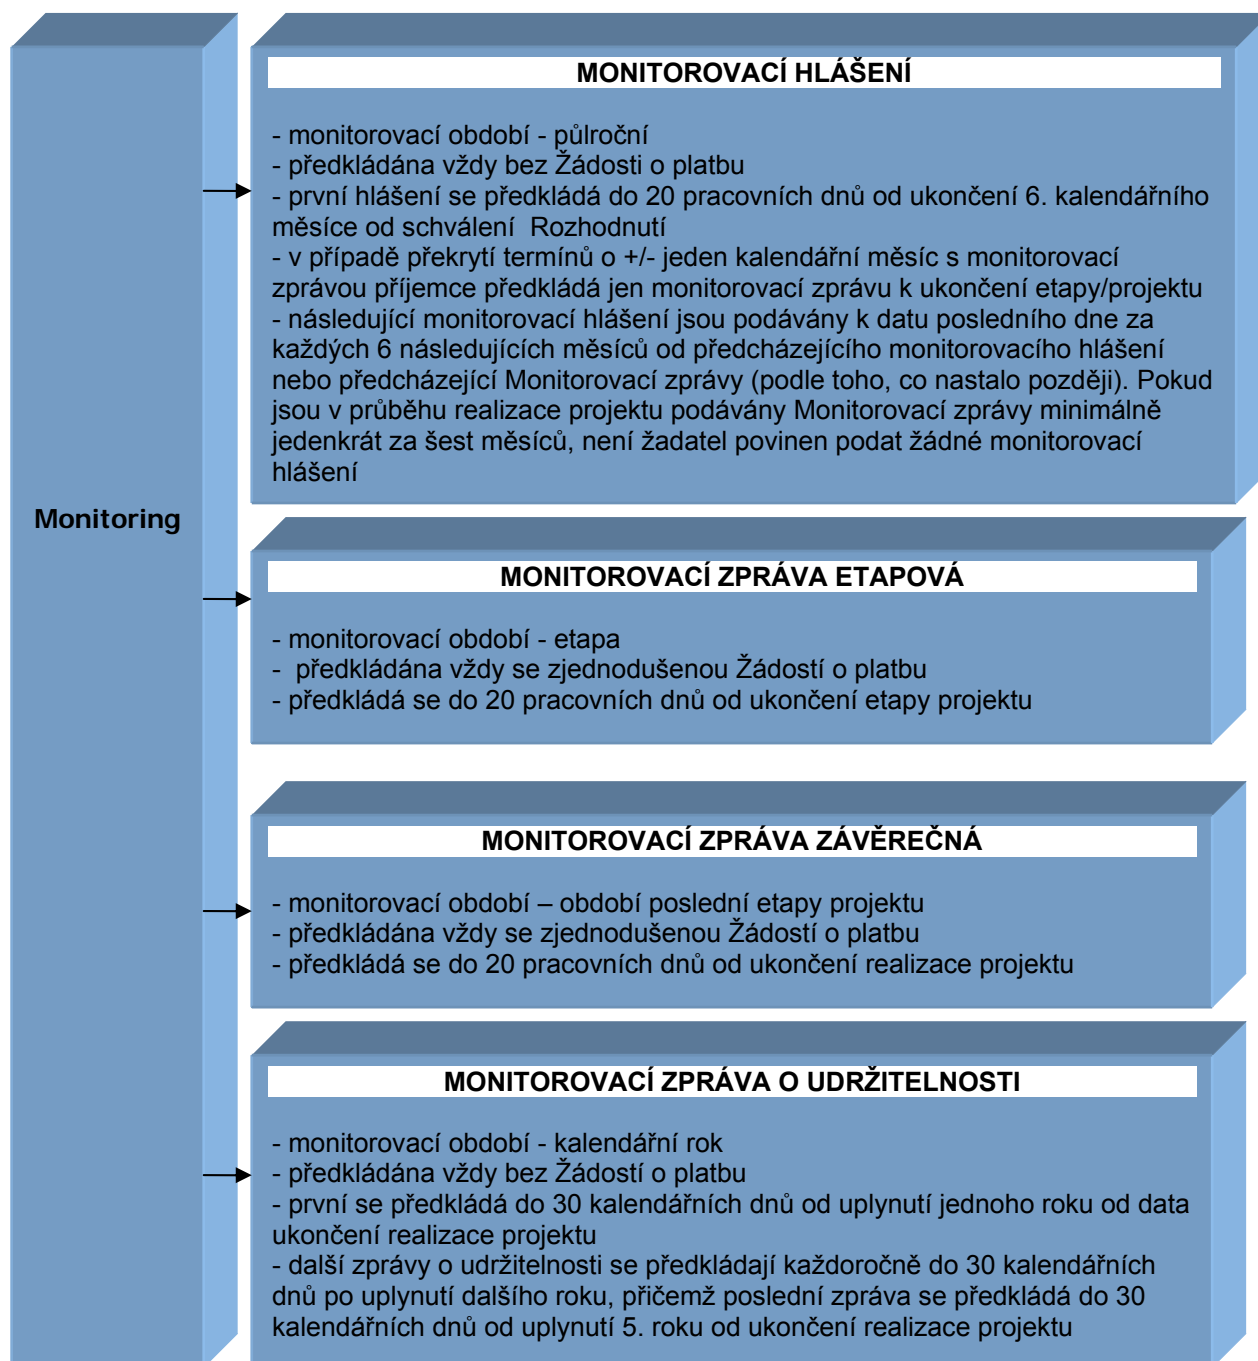 MONITOROVACÍ HLÁŠENÍ
- monitorovací období - půlroční
- předkládána vždy bez Žádosti o platbu
- první hlášení se předkládá do 20 pracovních dnů od ukončení 6. kalendářního
měsíce od schválení Rozhodnutí
- v případě překrytí termínů o +/- jeden kalendářní měsíc s monitorovací
zprávou příjemce předkládá jen monitorovací zprávu k ukončení etapy/projektu
- následující monitorovací hlášení jsou podávány k datu posledního dne za
každých 6 následujících měsíců od předcházejícího monitorovacího hlášení
nebo předcházející Monitorovací zprávy (podle toho, co nastalo později). Pokud
jsou v průběhu realizace projektu podávány Monitorovací zprávy minimálně
jedenkrát za šest měsíců, není žadatel povinen podat žádné monitorovací
hlášení
Monitoring
MONITOROVACÍ ZPRÁVA ETAPOVÁ
- monitorovací období - etapa
- předkládána vždy se zjednodušenou Žádostí o platbu
- předkládá se do 20 pracovních dnů od ukončení etapy projektu
MONITOROVACÍ ZPRÁVA ZÁVĚREČNÁ
- monitorovací období – období poslední etapy projektu
- předkládána vždy se zjednodušenou Žádostí o platbu
- předkládá se do 20 pracovních dnů od ukončení realizace projektu
MONITOROVACÍ ZPRÁVA O UDRŽITELNOSTI
- monitorovací období - kalendářní rok
- předkládána vždy bez Žádostí o platbu
- první se předkládá do 30 kalendářních dnů od uplynutí jednoho roku od data
ukončení realizace projektu
- další zprávy o udržitelnosti se předkládají každoročně do 30 kalendářních
dnů po uplynutí dalšího roku, přičemž poslední zpráva se předkládá do 30
kalendářních dnů od uplynutí 5. roku od ukončení realizace projektu